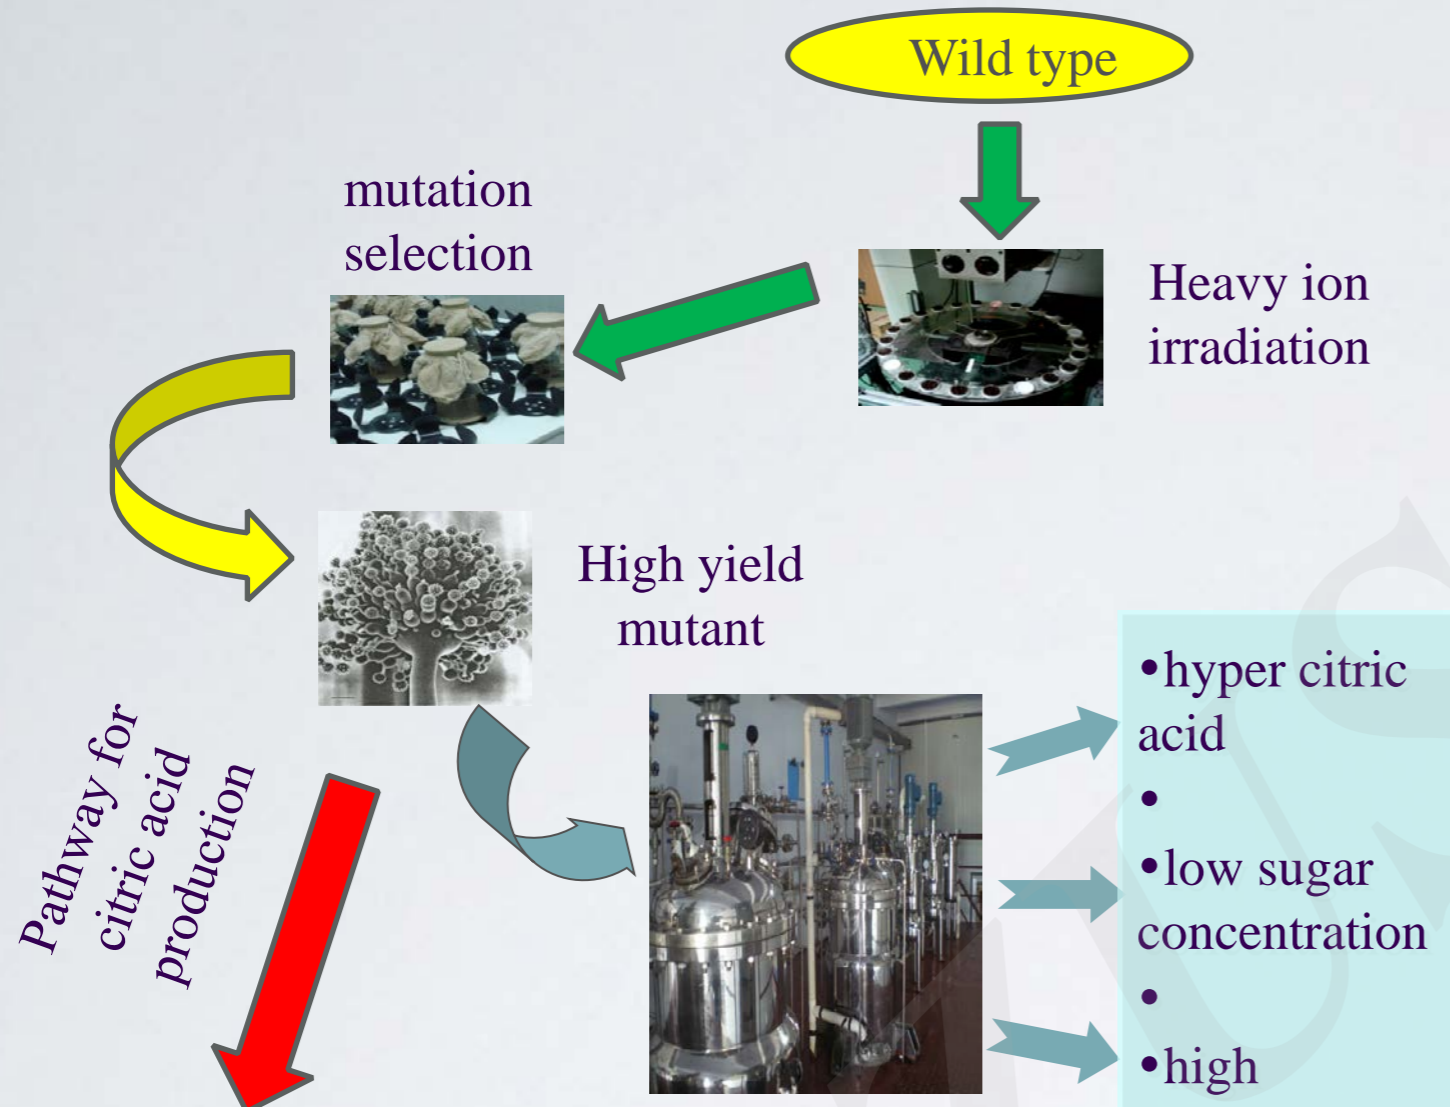 Wild type
mutation
selection
Heavy ion
irradiation
High yield
mutant
Pathway for
citric acid
production
•hyper citric
acid
•
•low sugar
concentration
•
•high